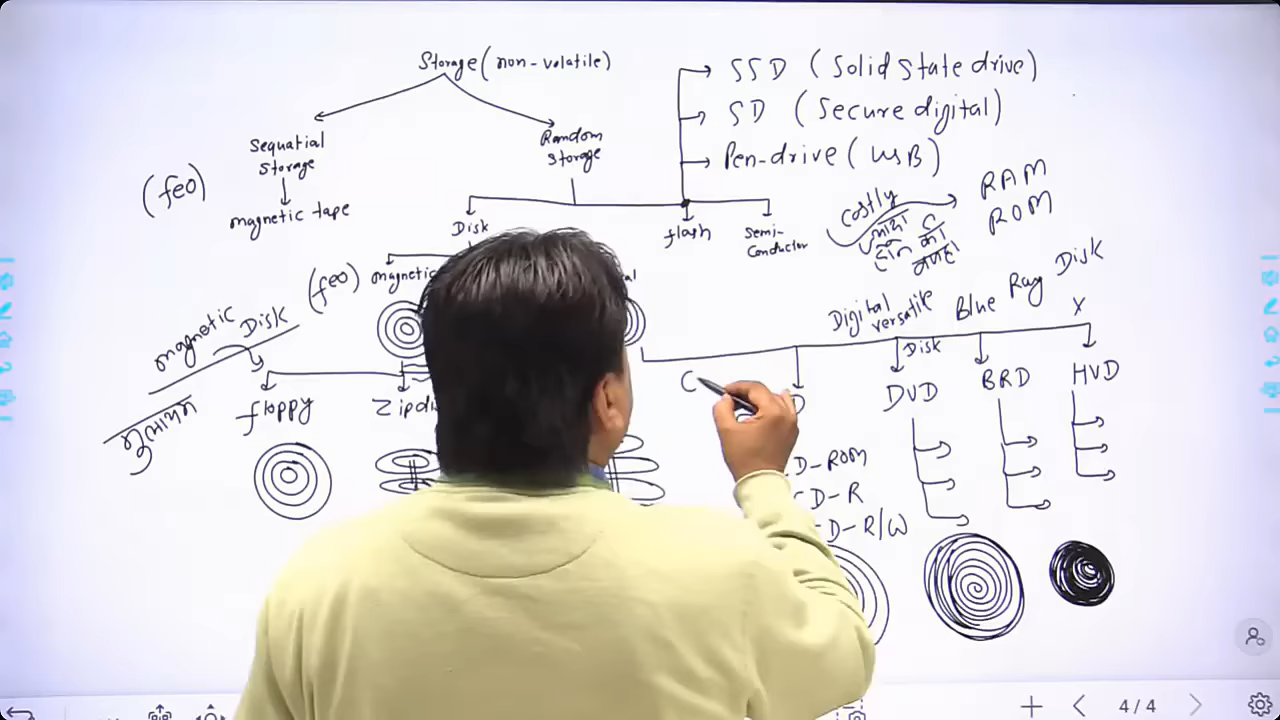 Storage (non-volatile)
SSD (Solid State drive)
SD (Secure digital)
Pen-drive (USB)
Sequatial
Storage
magnetic tape
(feo)
Random
Storage
Disk
flash
Semi-
Conductor
Costly
RAM
ROM
magnetic
(feo)
magnetic Disk
floppy
Digital
versatile
Disk
Blue Ray Disk
X
C
DVD
BRD
HVD
D-ROM
CD-R
D-R/W
4/4